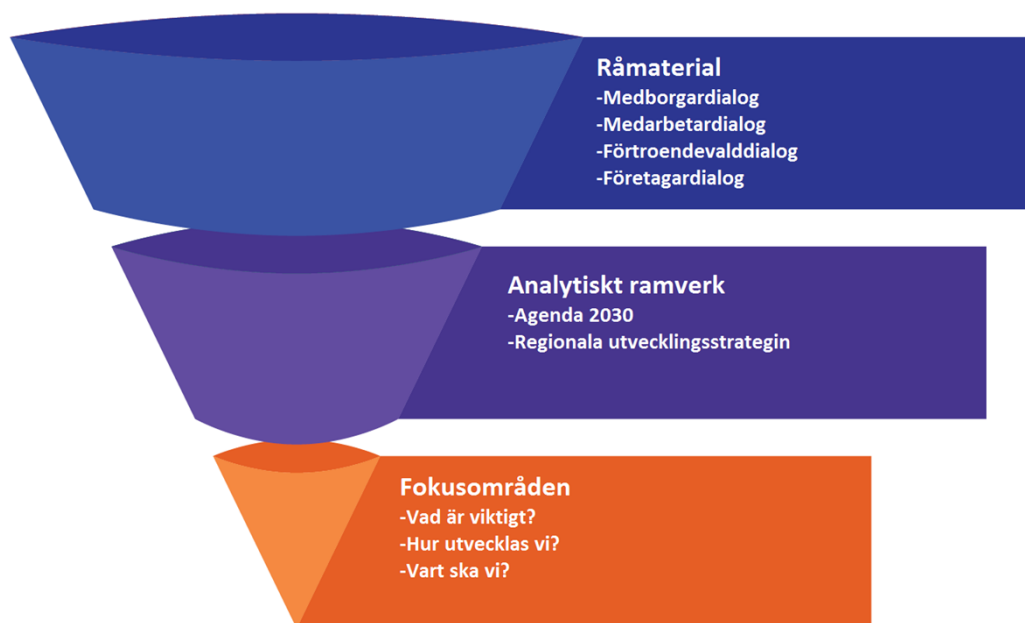 Råmaterial
-Medborgardialog
-Medarbetardialog
-Förtroendevalddialog
-Företagardialog
Analytiskt ramverk
-Agenda 2030
-Regionala utvecklingsstrategin
Fokusområden
-Vad är viktigt?
-Hur utvecklas vi?
-Vart ska vi?